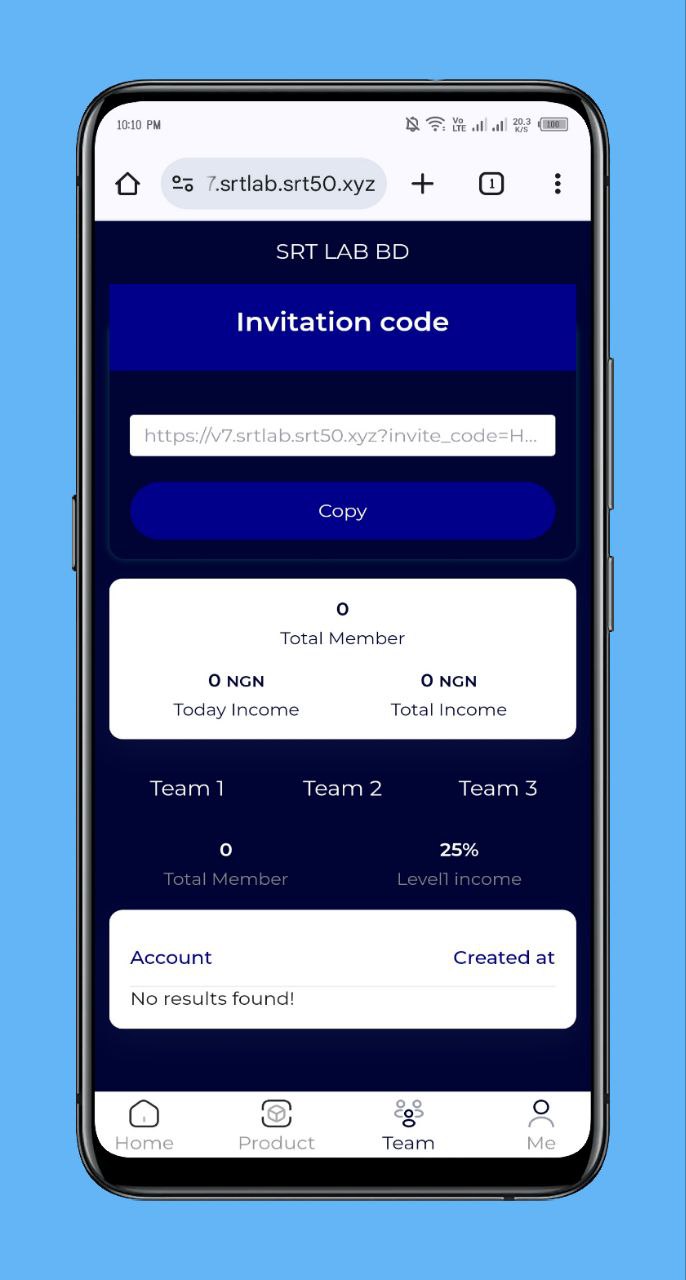 10:10 PM
Vo LTE 20.3 K/S 100
7.srtlab.srt50.xyz
1
SRT LAB BD
Invitation code
https://v7.srtlab.srt50.xyz?invite_code=H...
Copy
0
Total Member
0 NGN 0 NGN
Today Income Total Income
Team 1 Team 2 Team 3
0 25%
Total Member Level1 income
Account Created at
No results found!
Home Product Team Me